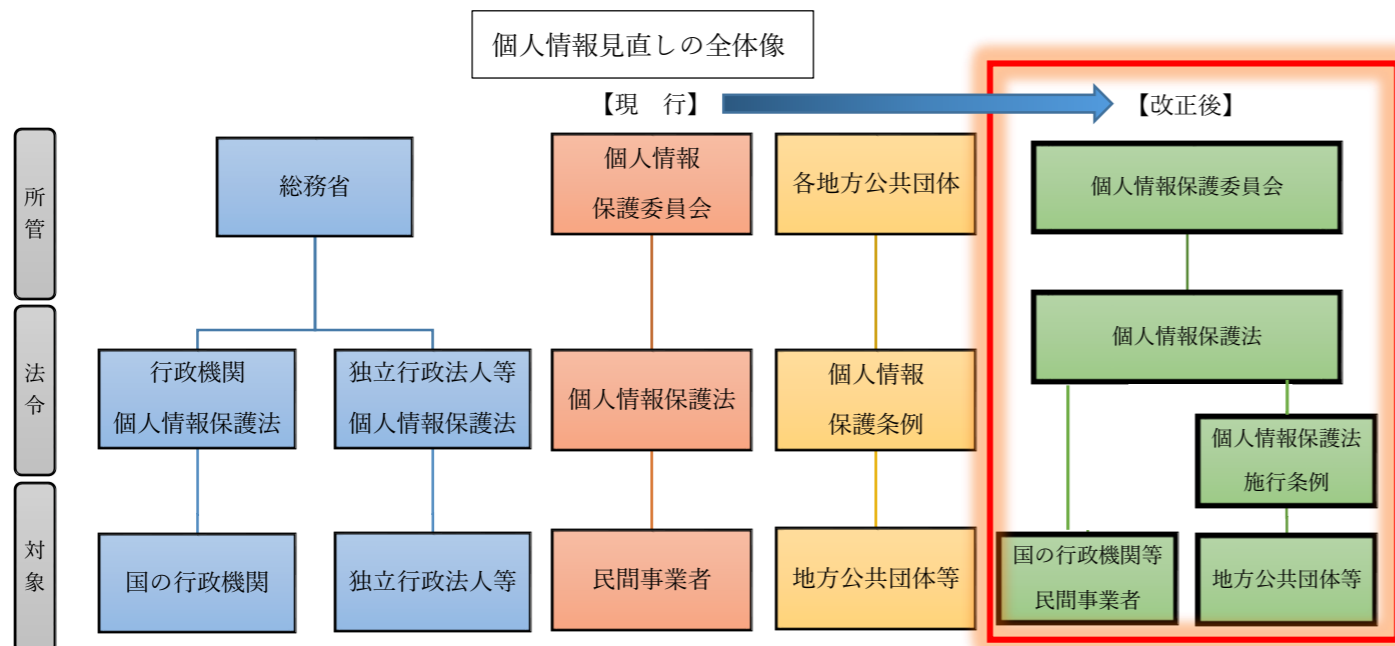 個人情報見直しの全体像
【現　行】
【改正後】
所管
総務省
個人情報
保護委員会
各地方公共団体
個人情報保護委員会
法令
行政機関
個人情報保護法
独立行政法人等
個人情報保護法
個人情報保護法
個人情報
保護条例
個人情報保護法
個人情報保護法
施行条例
対象
国の行政機関
独立行政法人等
民間事業者
地方公共団体等
国の行政機関等
民間事業者
地方公共団体等